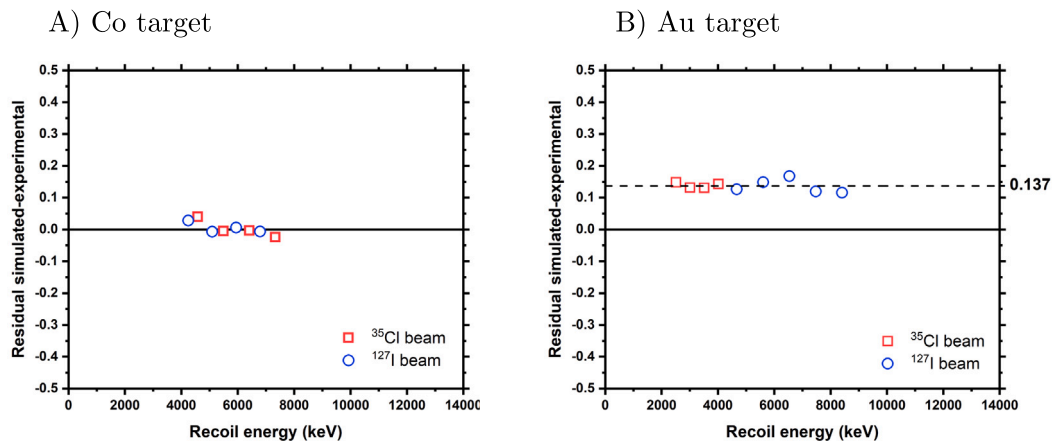 A) Co target
0.5
0.4
0.3
0.2
0.1
0.0
-0.1
-0.2
-0.3
-0.4
-0.5
Residual simulated-experimental
³⁵Cl beam
¹²⁷I beam
0 2000 4000 6000 8000 10000 12000 14000
Recoil energy (keV)
B) Au target
0.5
0.4
0.3
0.2
0.1
0.0
-0.1
-0.2
-0.3
-0.4
-0.5
Residual simulated-experimental
0.137
³⁵Cl beam
¹²⁷I beam
0 2000 4000 6000 8000 10000 12000 14000
Recoil energy (keV)